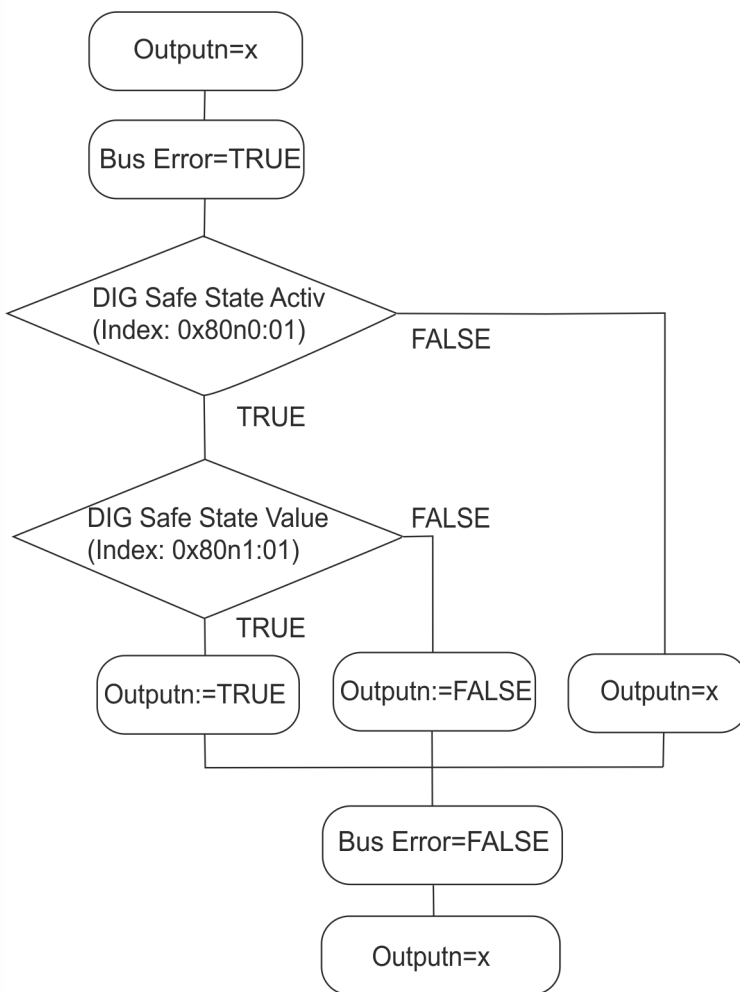 Outputn=x
Bus Error=TRUE
DIG Safe State Activ
(Index: 0x80n0:01)
FALSE
TRUE
DIG Safe State Value
(Index: 0x80n1:01)
FALSE
TRUE
Outputn:=TRUE
Outputn:=FALSE
Outputn=x
Bus Error=FALSE
Outputn=x